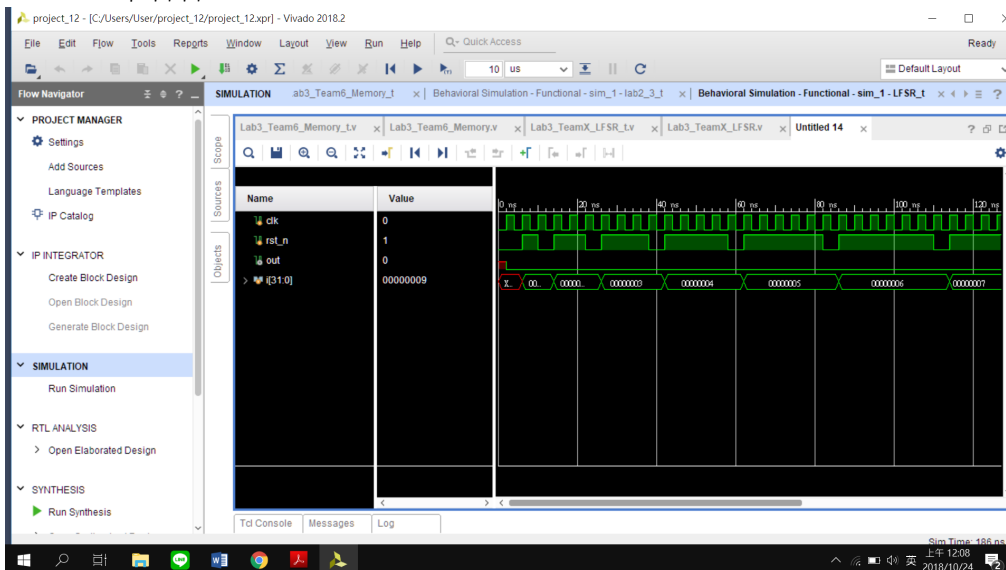 project_12 - [C:/Users/User/project_12/project_12.xpr] - Vivado 2018.2
File Edit Flow Tools Reports Window Layout View Run Help Quick Access Ready
10 us Default Layout
Flow Navigator SIMULATION ab3_Team6_Memory_t Behavioral Simulation - Functional - sim_1 - lab2_3_t Behavioral Simulation - Functional - sim_1 - LFSR_t
PROJECT MANAGER
Settings
Add Sources
Language Templates
IP Catalog
IP INTEGRATOR
Create Block Design
Open Block Design
Generate Block Design
SIMULATION
Run Simulation
RTL ANALYSIS
Open Elaborated Design
SYNTHESIS
Run Synthesis
Scope
Sources
Objects
Lab3_Team6_Memory_t.v Lab3_Team6_Memory.v Lab3_TeamX_LFSR_t.v Lab3_TeamX_LFSR.v Untitled 14
Name Value
0 ns 20 ns 40 ns 60 ns 80 ns 100 ns 120 ns
clk 0
rst_n 1
out 0
i[31:0] 00000009 X... 00... 00000... 00000003 00000004 00000005 00000006 00000007
Tcl Console Messages Log
Sim Time: 186 ns
英 上午 12:08
2018/10/24